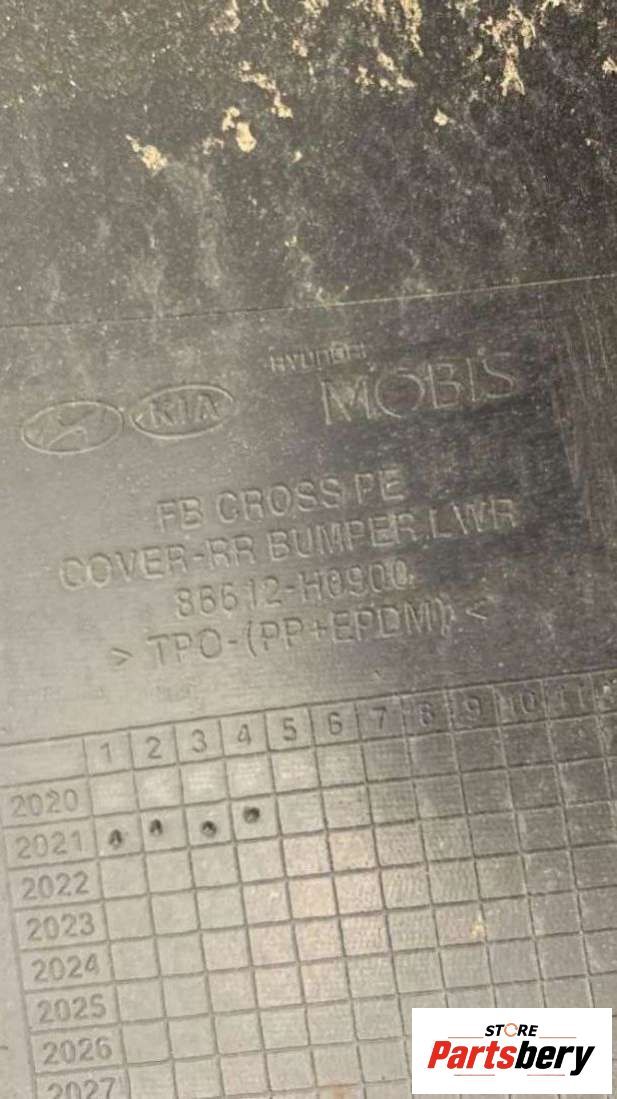 HYUNDAI
KIA MOBIS
FB CROSS PE
COVER-RR BUMPER LWR
86612-H0900
> TPO-(PP+EPDM) <
1 2 3 4 5 6 7 8 9 10 11
2020
2021
2022
2023
2024
2025
2026
2027
STORE
Partsbery